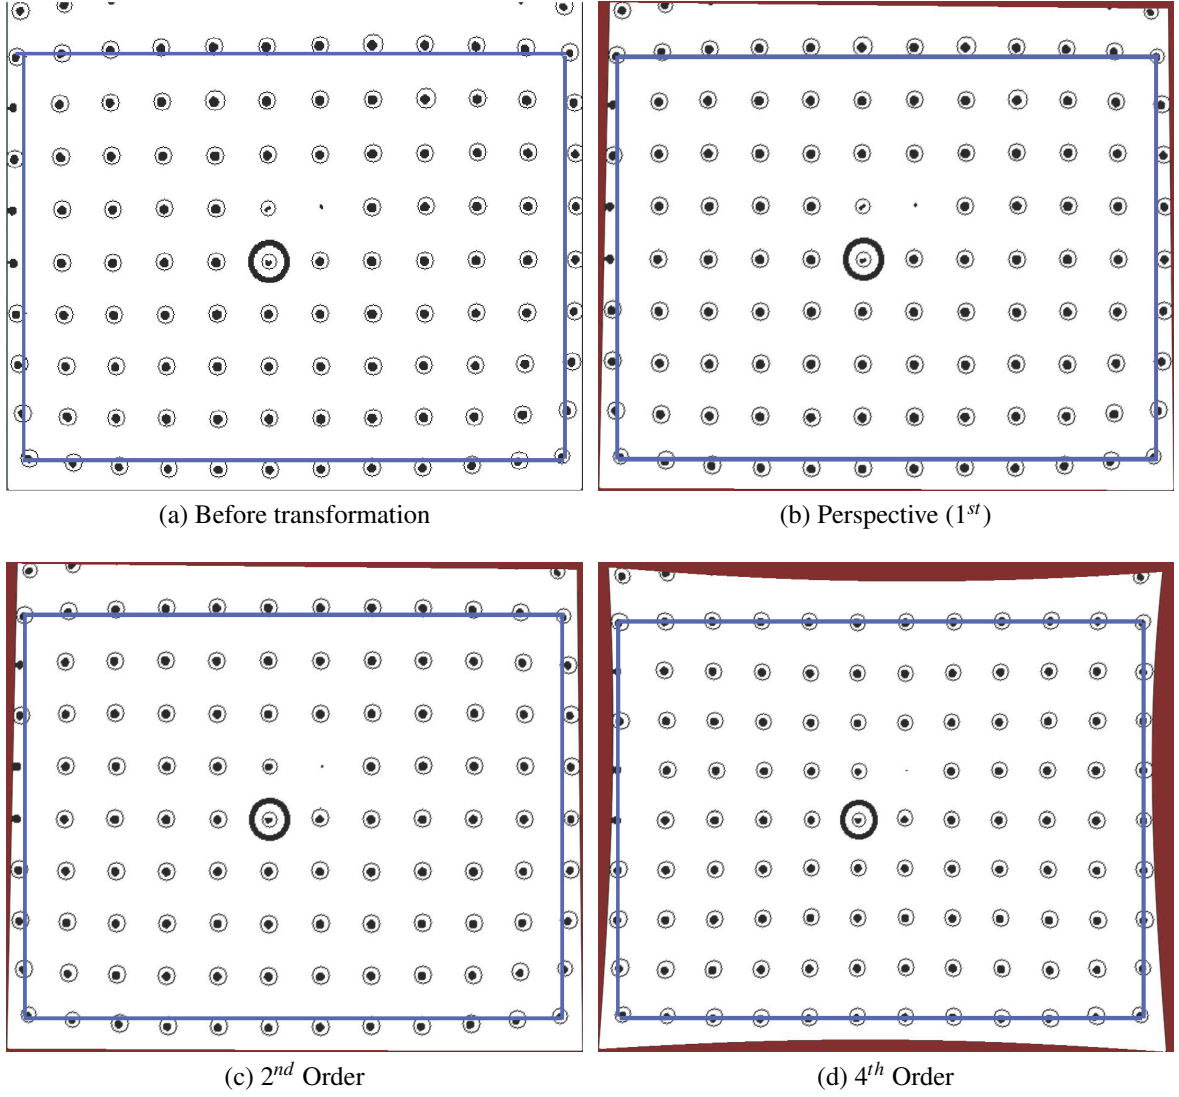 (a) Before transformation
(b) Perspective (1st)
(c) 2nd Order
(d) 4th Order